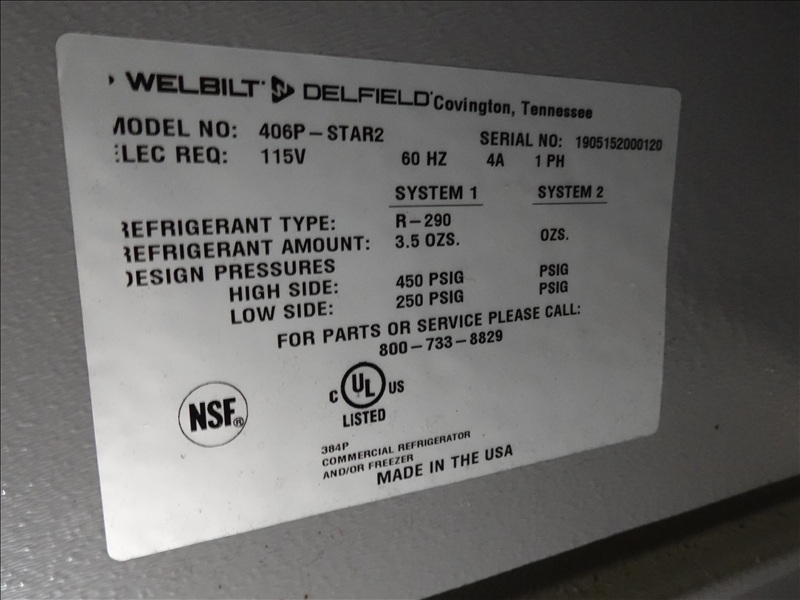 WELBILT DELFIELD Covington, Tennessee
MODEL NO: 406P-STAR2 SERIAL NO: 1905152000120
ELEC REQ: 115V 60 HZ 4A 1 PH
SYSTEM 1 SYSTEM 2
REFRIGERANT TYPE: R-290
REFRIGERANT AMOUNT: 3.5 OZS. OZS.
DESIGN PRESSURES
HIGH SIDE: 450 PSIG PSIG
LOW SIDE: 250 PSIG PSIG
FOR PARTS OR SERVICE PLEASE CALL:
800-733-8829
NSF®
C UL US
LISTED
384P
COMMERCIAL REFRIGERATOR
AND/OR FREEZER
MADE IN THE USA